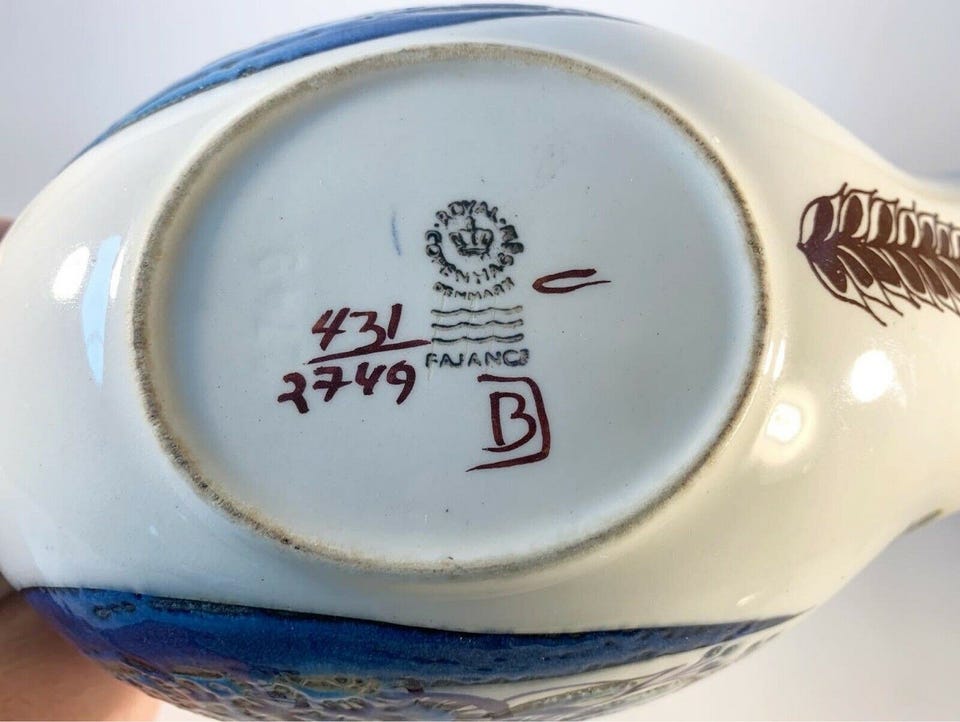 ROYAL
COPENHAGEN
DENMARK
FAJANCE
431
2749
C
B